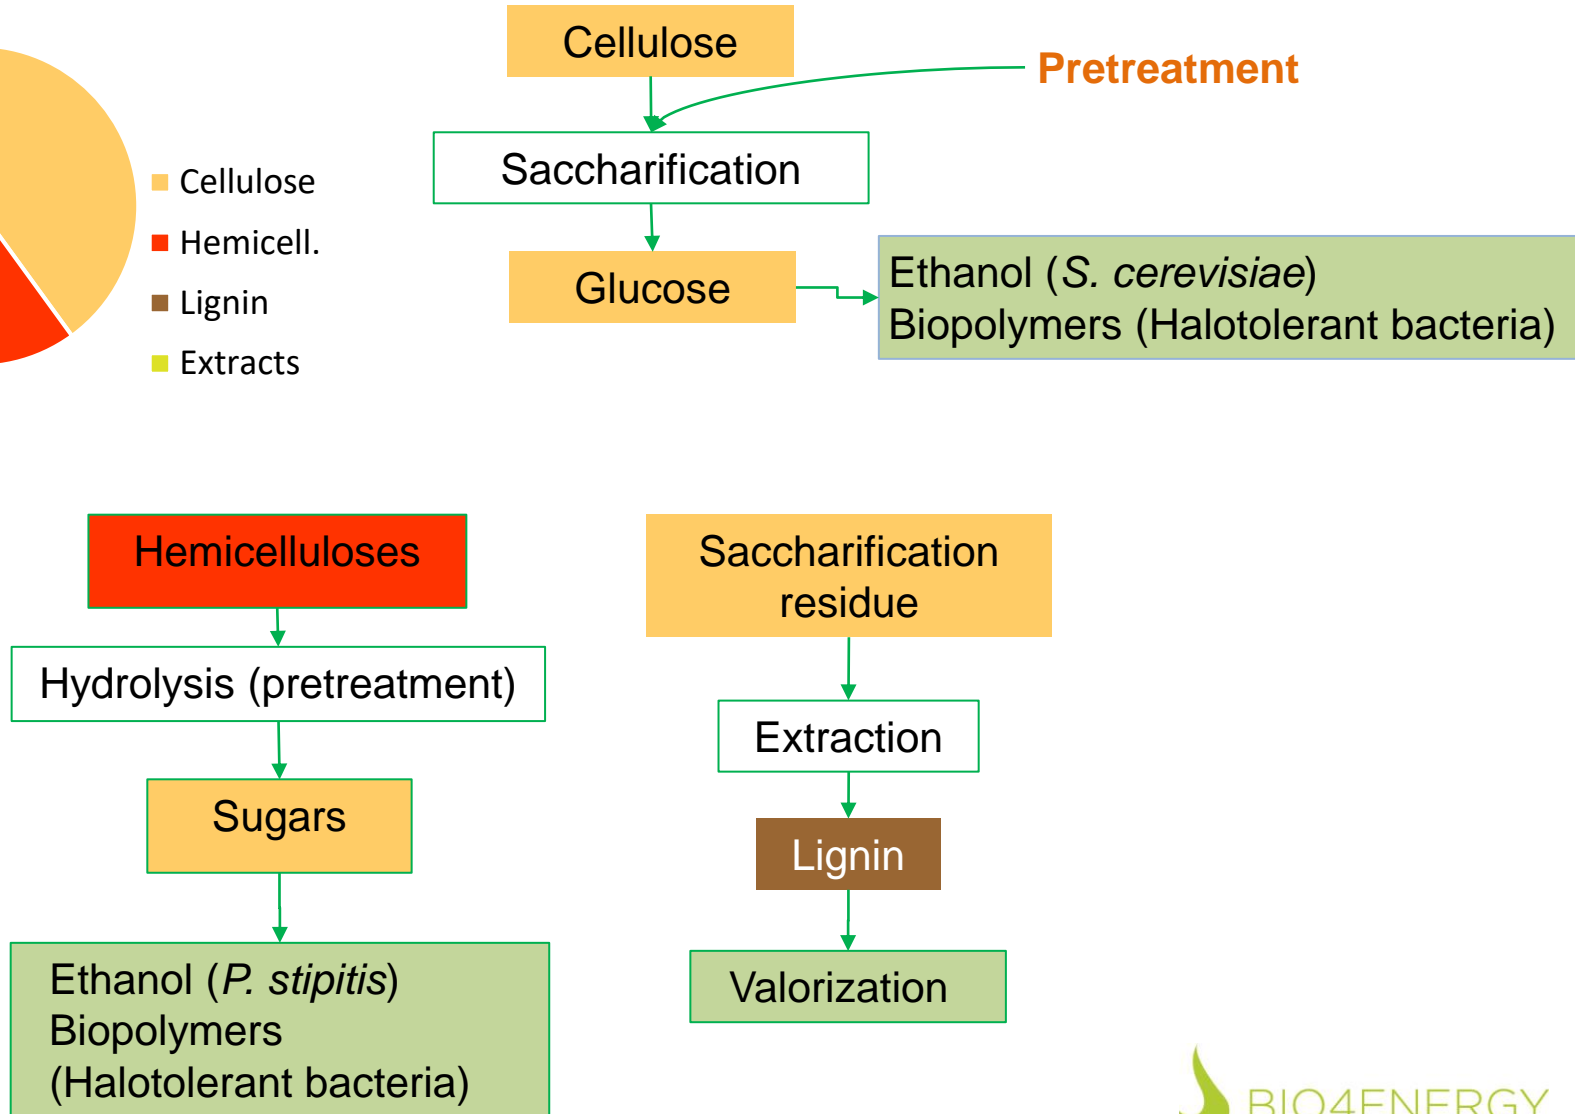 Cellulose
Pretreatment
Saccharification
Glucose
Ethanol (S. cerevisiae)
Biopolymers (Halotolerant bacteria)
Cellulose
Hemicell.
Lignin
Extracts
Hemicelluloses
Hydrolysis (pretreatment)
Sugars
Ethanol (P. stipitis)
Biopolymers
(Halotolerant bacteria)
Saccharification
residue
Extraction
Lignin
Valorization
BIO4ENERGY